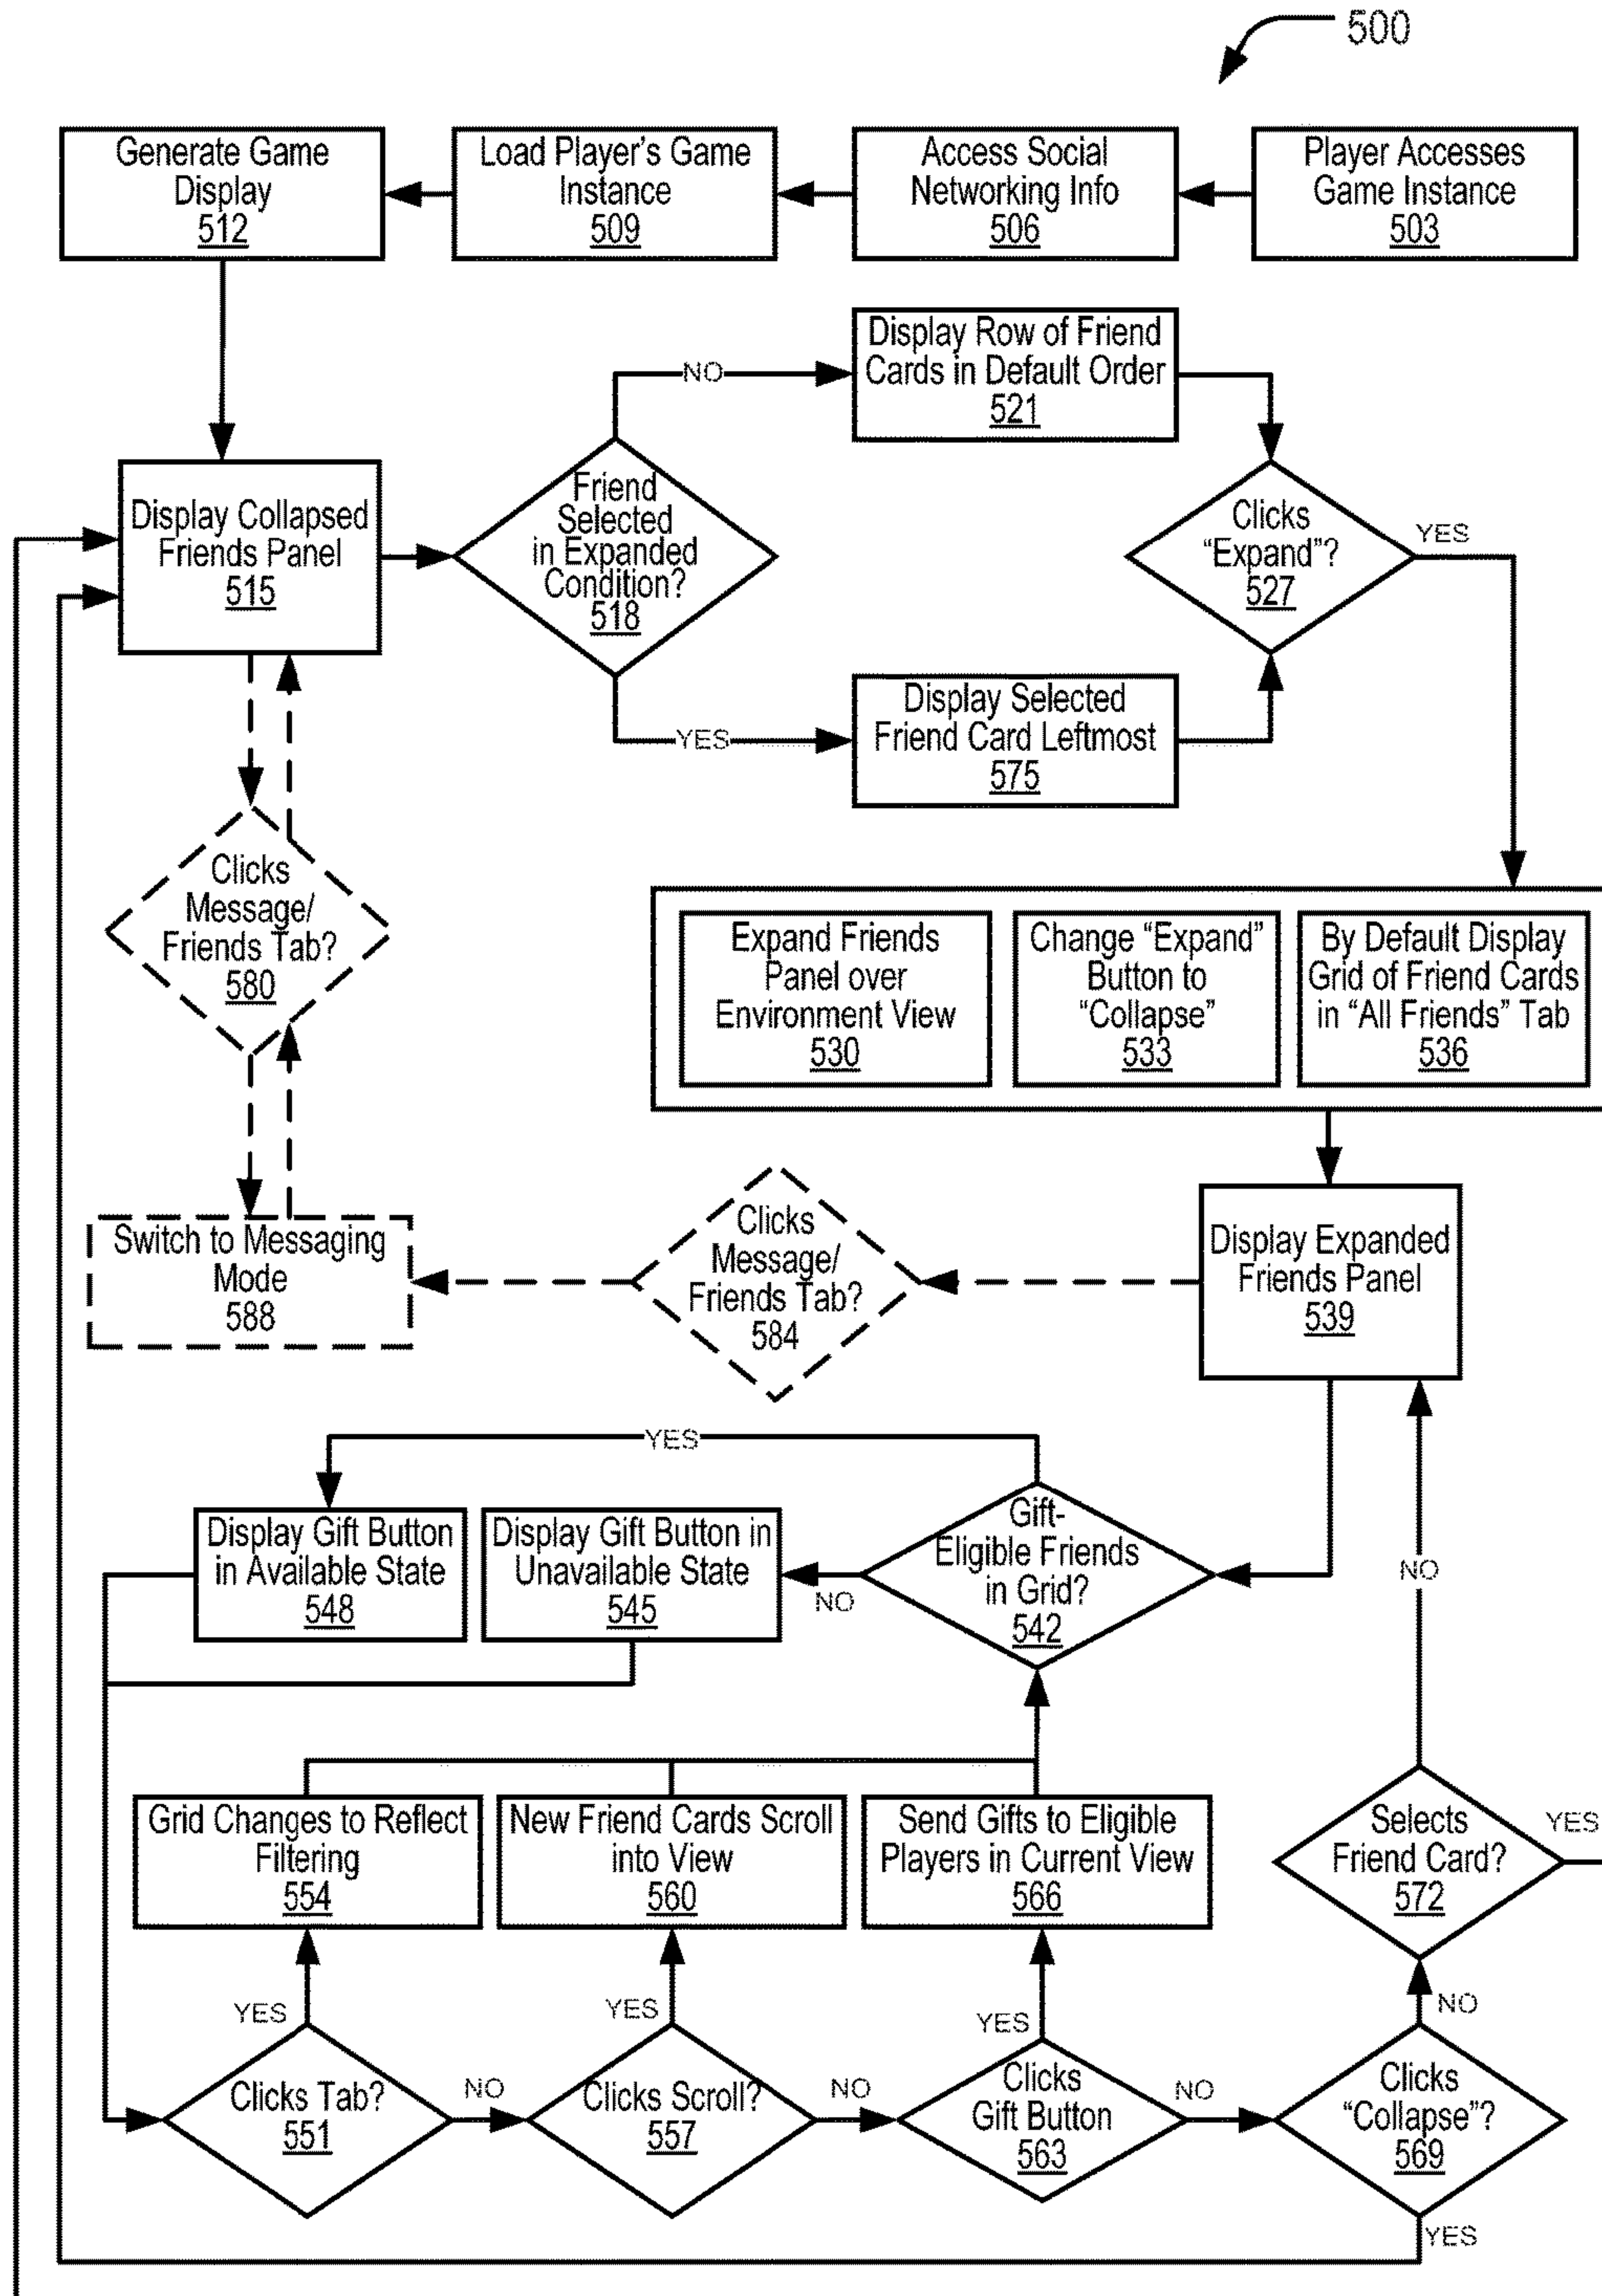 500
Generate Game
Display
512
Load Player's Game
Instance
509
Access Social
Networking Info
506
Player Accesses
Game Instance
503
Display Row of Friend
Cards in Default Order
521
NO
Display Collapsed
Friends Panel
515
Friend
Selected
in Expanded
Condition?
518
Clicks
“Expand”?
527
YES
YES
Display Selected
Friend Card Leftmost
575
Clicks
Message/
Friends Tab?
580
Expand Friends
Panel over
Environment View
530
Change “Expand”
Button to
“Collapse”
533
By Default Display
Grid of Friend Cards
in “All Friends” Tab
536
Switch to Messaging
Mode
588
Clicks
Message/
Friends Tab?
584
Display Expanded
Friends Panel
539
YES
Display Gift Button
in Available State
548
Display Gift Button in
Unavailable State
545
NO
Gift-
Eligible Friends
in Grid?
542
NO
Grid Changes to Reflect
Filtering
554
New Friend Cards Scroll
into View
560
Send Gifts to Eligible
Players in Current View
566
Selects
Friend Card?
572
YES
YES
YES
YES
NO
Clicks Tab?
551
NO
Clicks Scroll?
557
NO
Clicks
Gift Button
563
NO
Clicks
“Collapse”?
569
YES